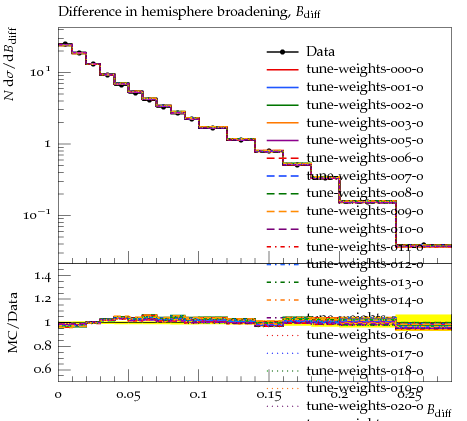 Difference in hemisphere broadening, B_diff
N dσ/dB_diff
10^1
1
10^−1
Data
tune-weights-000-0
tune-weights-001-0
tune-weights-002-0
tune-weights-003-0
tune-weights-005-0
tune-weights-006-0
tune-weights-007-0
tune-weights-008-0
tune-weights-009-0
tune-weights-010-0
tune-weights-011-0
tune-weights-012-0
tune-weights-013-0
tune-weights-014-0
tune-weights-016-0
tune-weights-017-0
tune-weights-018-0
tune-weights-019-0
tune-weights-020-0
MC/Data
1.4
1.2
1
0.8
0.6
0 0.05 0.1 0.15 0.2 0.25
B_diff